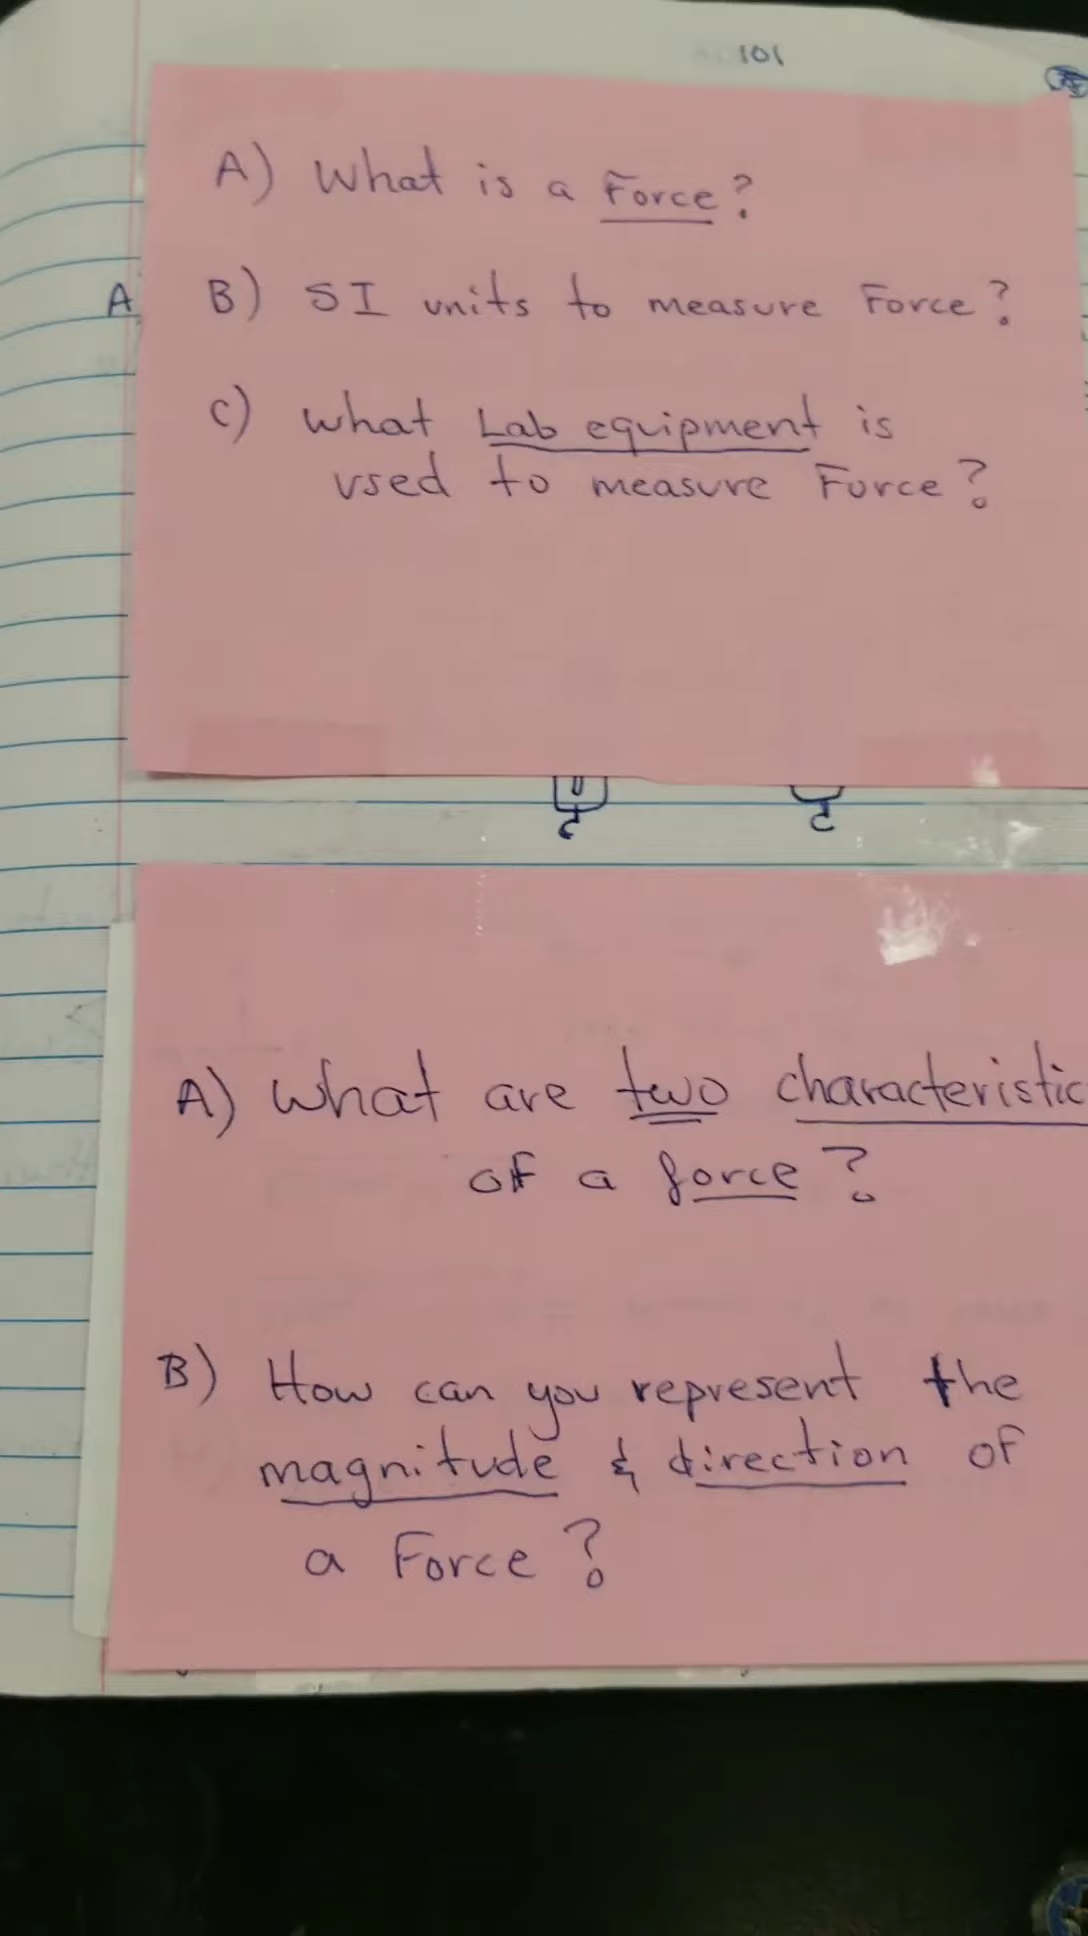 101
A) What is a Force?
A
B) SI units to measure Force?
C) What Lab equipment is
used to measure Force?
A) What are two characteristic
of a force?
B) How can you represent the
magnitude & direction of
a Force?